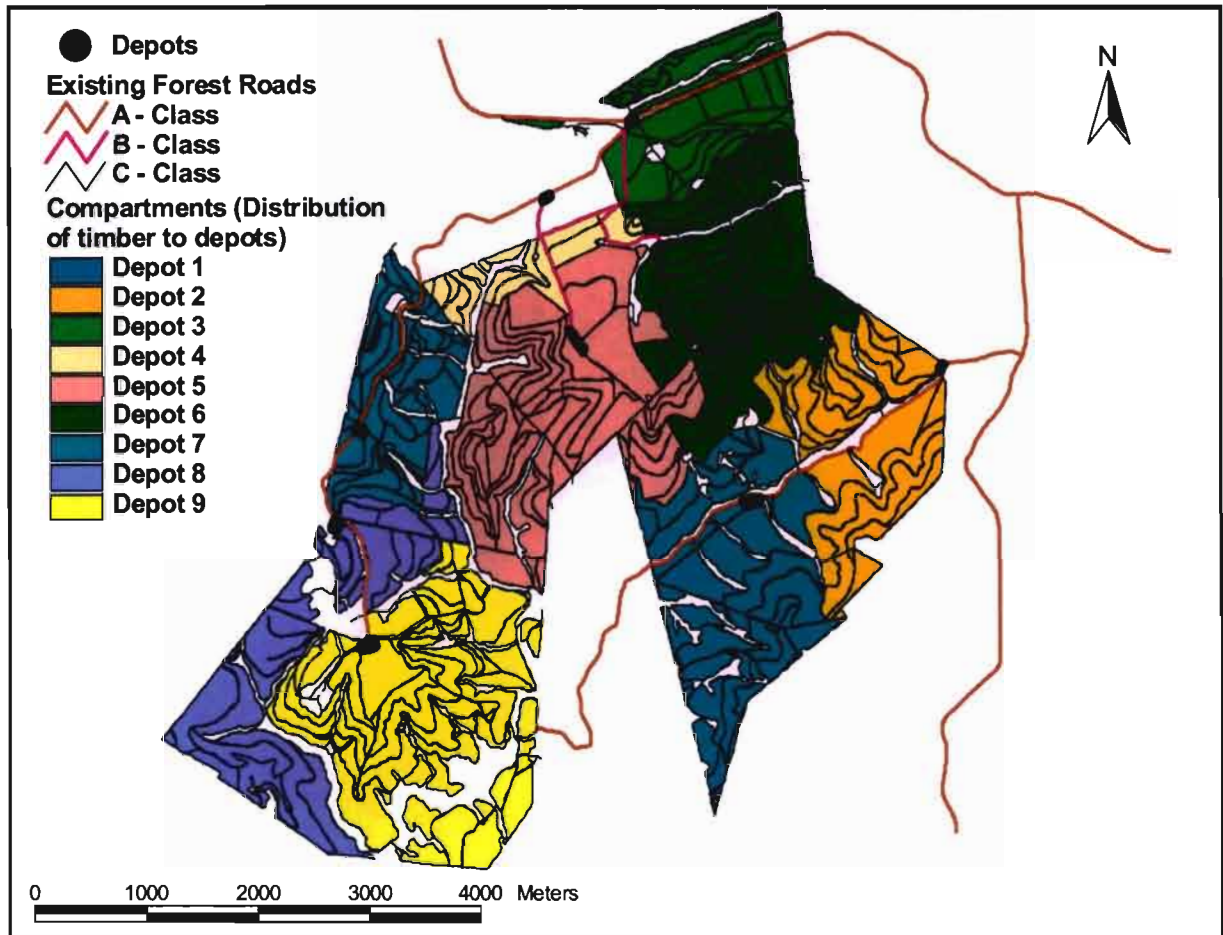 Depots
Existing Forest Roads
A - Class
B - Class
C - Class
Compartments (Distribution
of timber to depots)
Depot 1
Depot 2
Depot 3
Depot 4
Depot 5
Depot 6
Depot 7
Depot 8
Depot 9
N
0 1000 2000 3000 4000 Meters